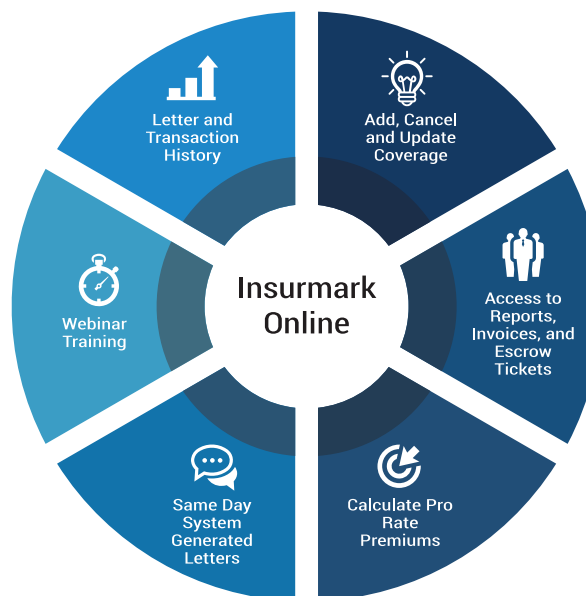 Letter and
Transaction
History
Add, Cancel
and Update
Coverage
Insurmark
Online
Webinar
Training
Access to
Reports,
Invoices, and
Escrow
Tickets
Same Day
System
Generated
Letters
Calculate Pro
Rate
Premiums